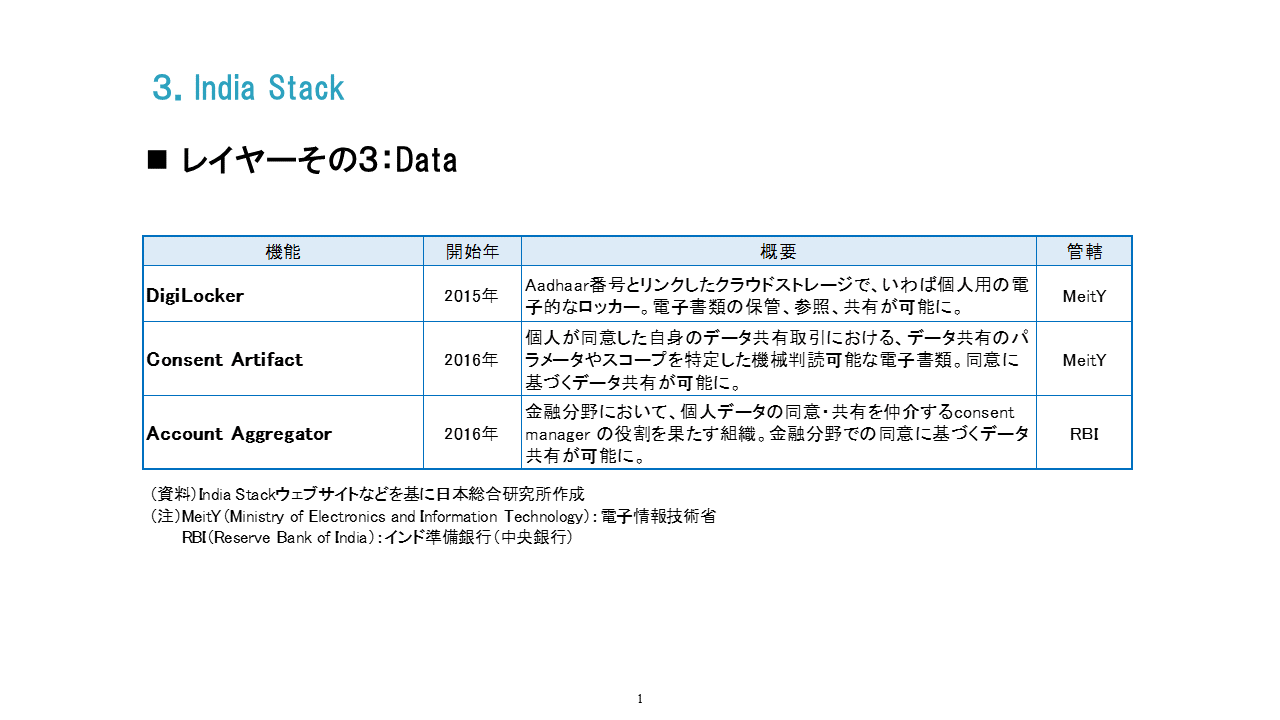 3．India Stack
■ レイヤーその3：Data
機能 開始年 概要 管轄
DigiLocker 2015年 Aadhaar番号とリンクしたクラウドストレージで、いわば個人用の電
子的なロッカー。電子書類の保管、参照、共有が可能に。 MeitY
Consent Artifact 2016年 個人が同意した自身のデータ共有取引における、データ共有のパ
ラメータやスコープを特定した機械判読可能な電子書類。同意に
基づくデータ共有が可能に。 MeitY
Account Aggregator 2016年 金融分野において、個人データの同意・共有を仲介するconsent
manager の役割を果たす組織。金融分野での同意に基づくデータ
共有が可能に。 RBI
（資料）India Stackウェブサイトなどを基に日本総合研究所作成
（注）MeitY（Ministry of Electronics and Information Technology）：電子情報技術省
RBI（Reserve Bank of India）：インド準備銀行（中央銀行）
1